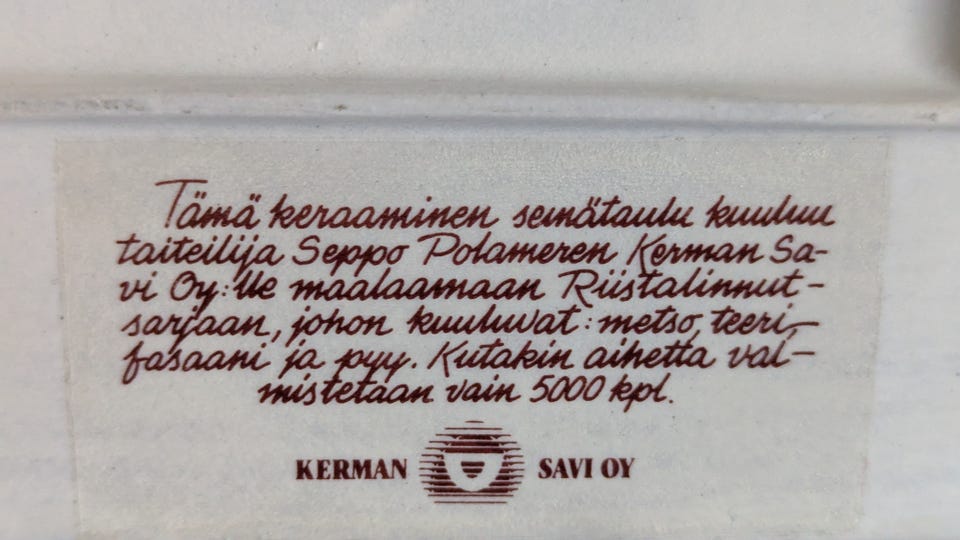 Tämä keraaminen seinätaulu kuuluu
taiteilija Seppo Polameren Kerman Sa-
vi Oy:lle maalaamaan Riistalinnut-
sarjaan, johon kuuluvat: metso, teeri,
fasaani ja pyy. Kutakin aihetta val-
mistetaan vain 5000 kpl.
KERMAN SAVI OY